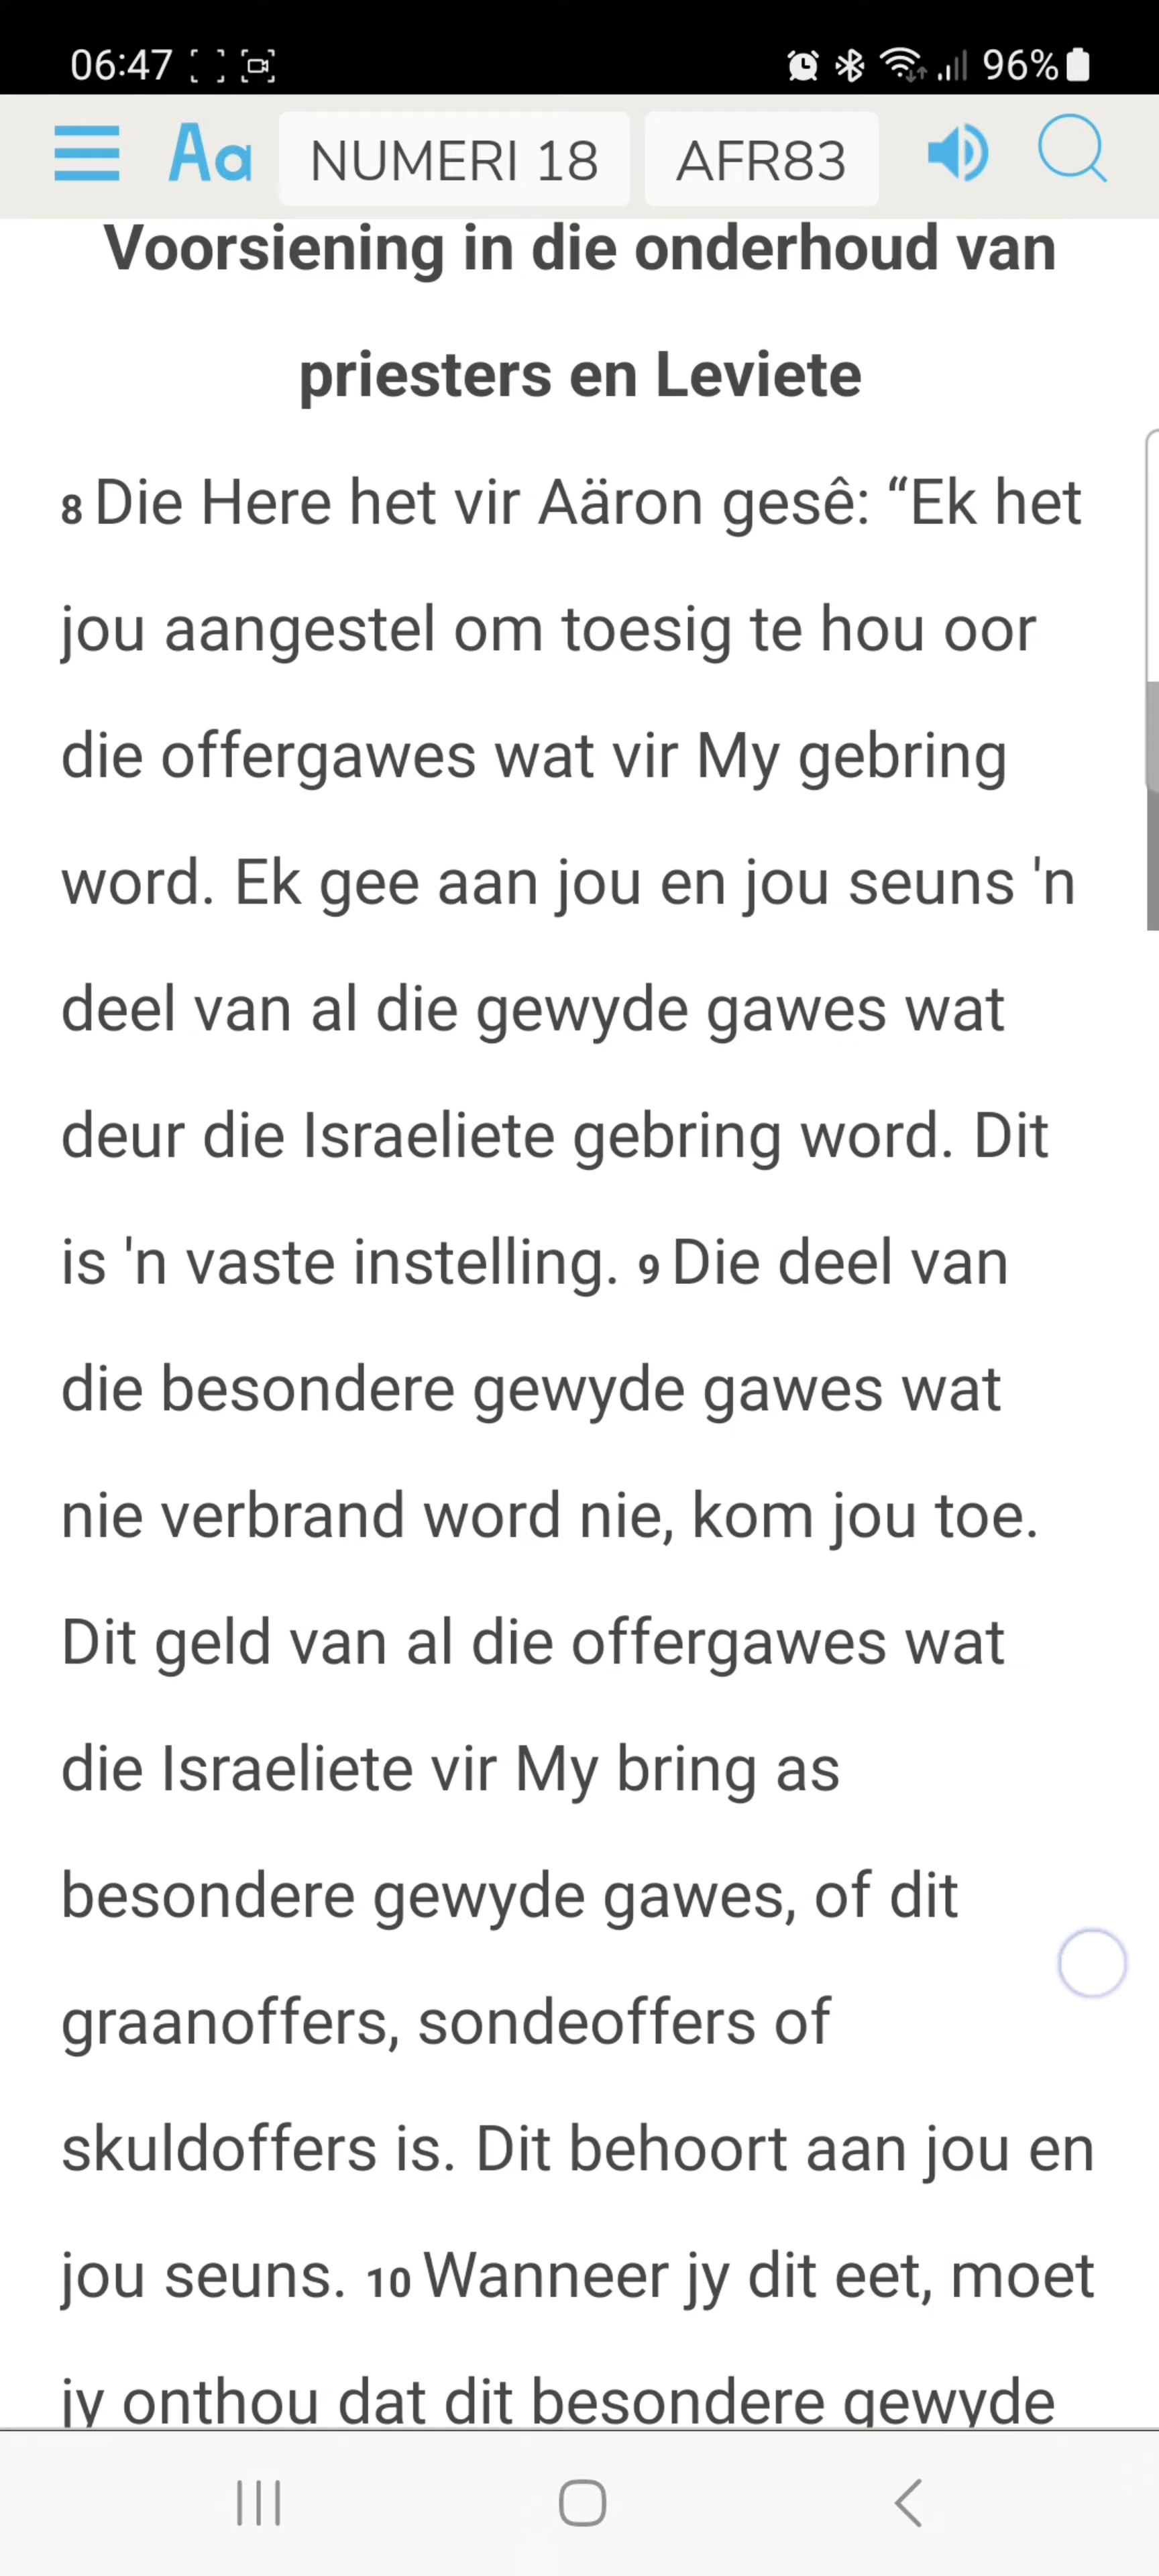 06:47 96%
Aa NUMERI 18 AFR83
Voorsiening in die onderhoud van
priesters en Leviete
8 Die Here het vir Aäron gesê: “Ek het
jou aangestel om toesig te hou oor
die offergawes wat vir My gebring
word. Ek gee aan jou en jou seuns 'n
deel van al die gewyde gawes wat
deur die Israeliete gebring word. Dit
is 'n vaste instelling. 9 Die deel van
die besondere gewyde gawes wat
nie verbrand word nie, kom jou toe.
Dit geld van al die offergawes wat
die Israeliete vir My bring as
besondere gewyde gawes, of dit
graanoffers, sondeoffers of
skuldoffers is. Dit behoort aan jou en
jou seuns. 10 Wanneer jy dit eet, moet
jy onthou dat dit besondere gewyde